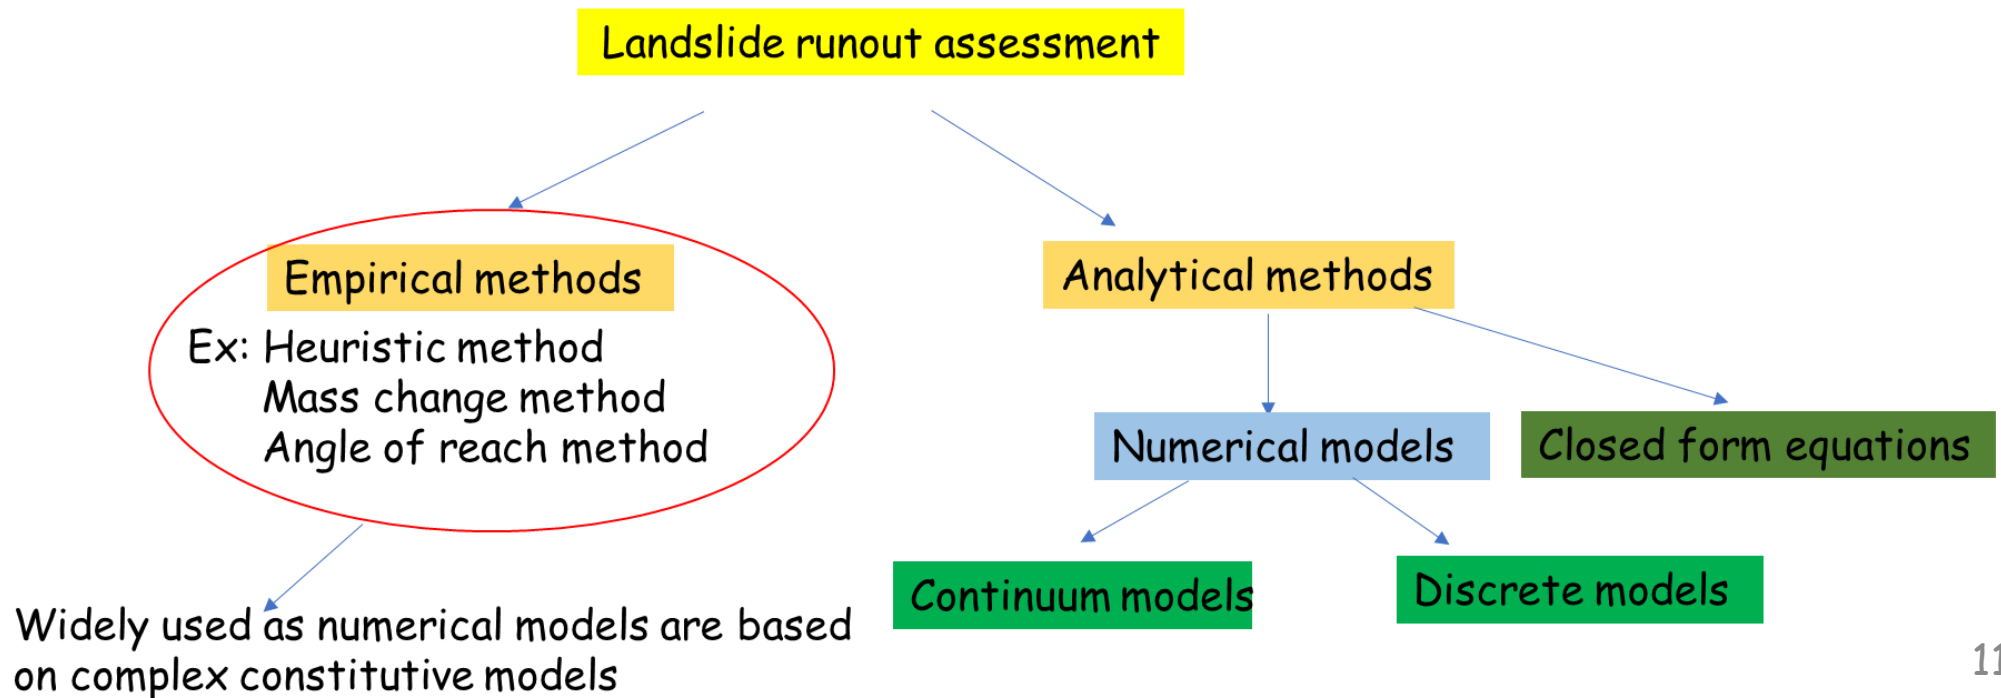 Landslide runout assessment
Empirical methods
Ex: Heuristic method
Mass change method
Angle of reach method
Widely used as numerical models are based
on complex constitutive models
Analytical methods
Numerical models
Closed form equations
Continuum models
Discrete models
11